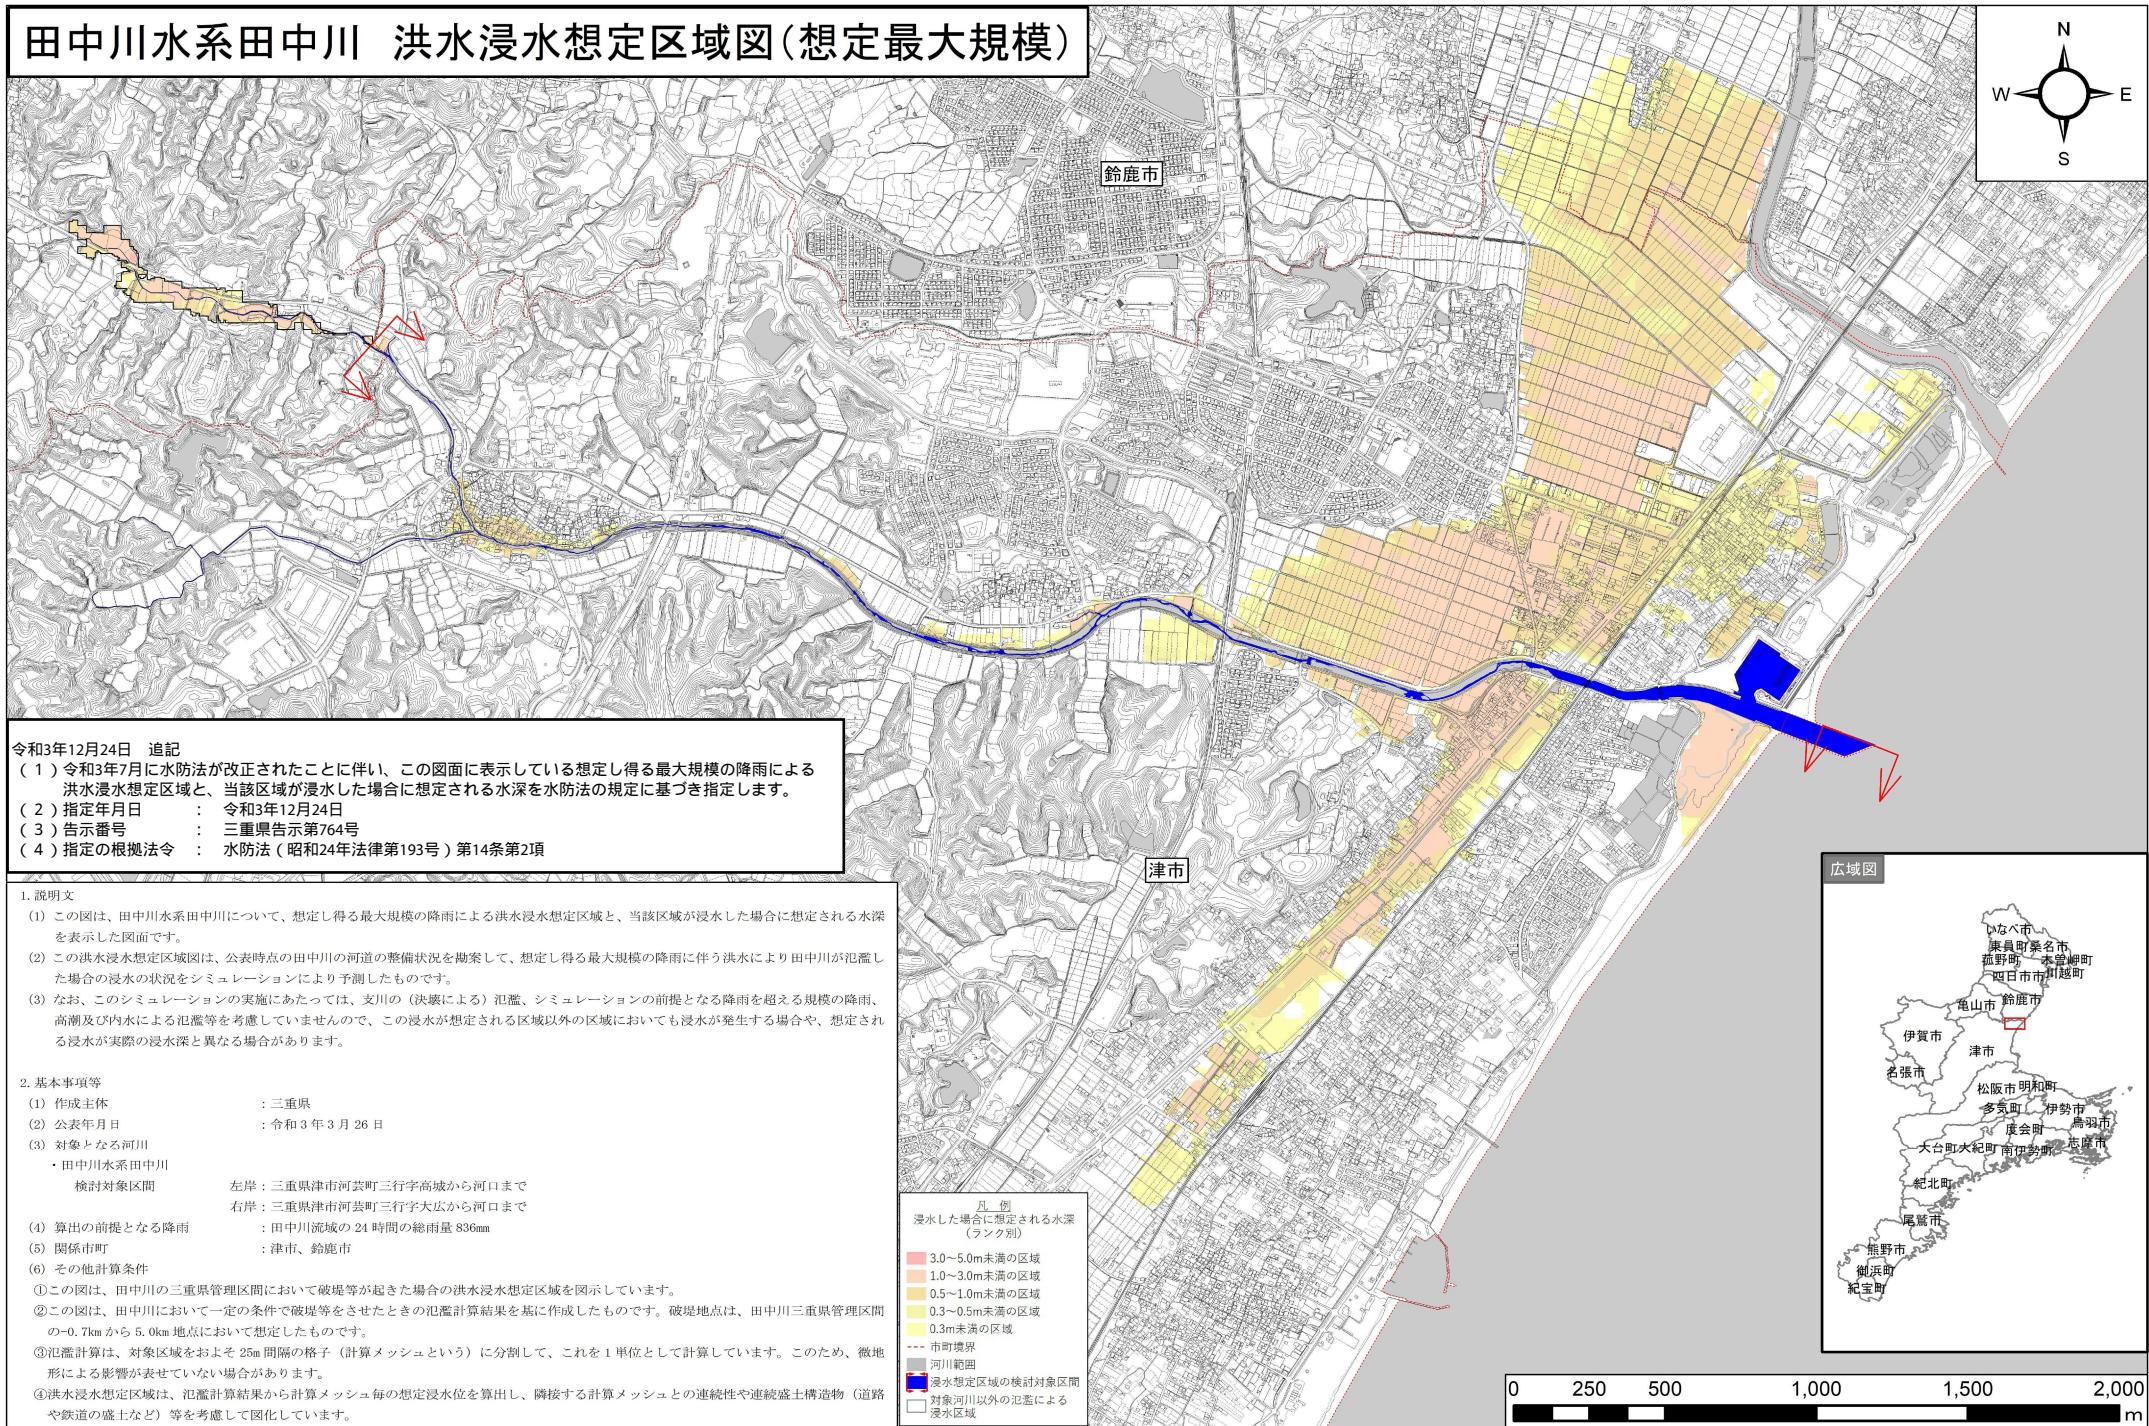 田中川水系田中川 洪水浸水想定区域図(想定最大規模)
N
W
E
S
鈴鹿市
津市
令和3年12月24日 追記
(1)令和3年7月に水防法が改正されたことに伴い、この図面に表示している想定し得る最大規模の降雨による
洪水浸水想定区域と、当該区域が浸水した場合に想定される水深を水防法の規定に基づき指定します。
(2)指定年月日 : 令和3年12月24日
(3)告示番号 : 三重県告示第764号
(4)指定の根拠法令 : 水防法(昭和24年法律第193号)第14条第2項
1.説明文
(1) この図は、田中川水系田中川について、想定し得る最大規模の降雨による洪水浸水想定区域と、当該区域が浸水した場合に想定される水深
を表示した図面です。
(2) この洪水浸水想定区域図は、公表時点の田中川の河道の整備状況を勘案して、想定し得る最大規模の降雨に伴う洪水により田中川が氾濫し
た場合の浸水の状況をシミュレーションにより予測したものです。
(3) なお、このシミュレーションの実施にあたっては、支川の(決壊による)氾濫、シミュレーションの前提となる降雨を超える規模の降雨、
高潮及び内水による氾濫等を考慮していませんので、この浸水が想定される区域以外の区域においても浸水が発生する場合や、想定され
る浸水が実際の浸水深と異なる場合があります。
2.基本事項等
(1) 作成主体 :三重県
(2) 公表年月日 :令和3年3月26日
(3) 対象となる河川
・田中川水系田中川
検討対象区間 左岸:三重県津市河芸町三行字高城から河口まで
右岸:三重県津市河芸町三行字大広から河口まで
(4) 算出の前提となる降雨 :田中川流域の24時間の総雨量836mm
(5) 関係市町 :津市、鈴鹿市
(6) その他計算条件
①この図は、田中川の三重県管理区間において破堤等が起きた場合の洪水浸水想定区域を図示しています。
②この図は、田中川において一定の条件で破堤等をさせたときの氾濫計算結果を基に作成したものです。破堤地点は、田中川三重県管理区間
の-0.7kmから5.0km地点において想定したものです。
③氾濫計算は、対象区域をおよそ25m間隔の格子(計算メッシュという)に分割して、これを1単位として計算しています。このため、微地
形による影響が表せていない場合があります。
④洪水浸水想定区域は、氾濫計算結果から計算メッシュ毎の想定浸水位を算出し、隣接する計算メッシュとの連続性や連続盛土構造物(道路
や鉄道の盛土など)等を考慮して図化しています。
凡 例
浸水した場合に想定される水深
(ランク別)
3.0~5.0m未満の区域
1.0~3.0m未満の区域
0.5~1.0m未満の区域
0.3~0.5m未満の区域
0.3m未満の区域
市町境界
河川範囲
浸水想定区域の検討対象区間
対象河川以外の氾濫による
浸水区域
広域図
いなべ市
東員町桑名市
菰野町 木曽岬町
四日市市川越町
亀山市 鈴鹿市
伊賀市
津市
名張市
松阪市明和町
多気町 伊勢市
度会町 鳥羽市
大台町大紀町南伊勢町志摩市
紀北町
尾鷲市
熊野市
御浜町
紀宝町
0 250 500 1,000 1,500 2,000
m